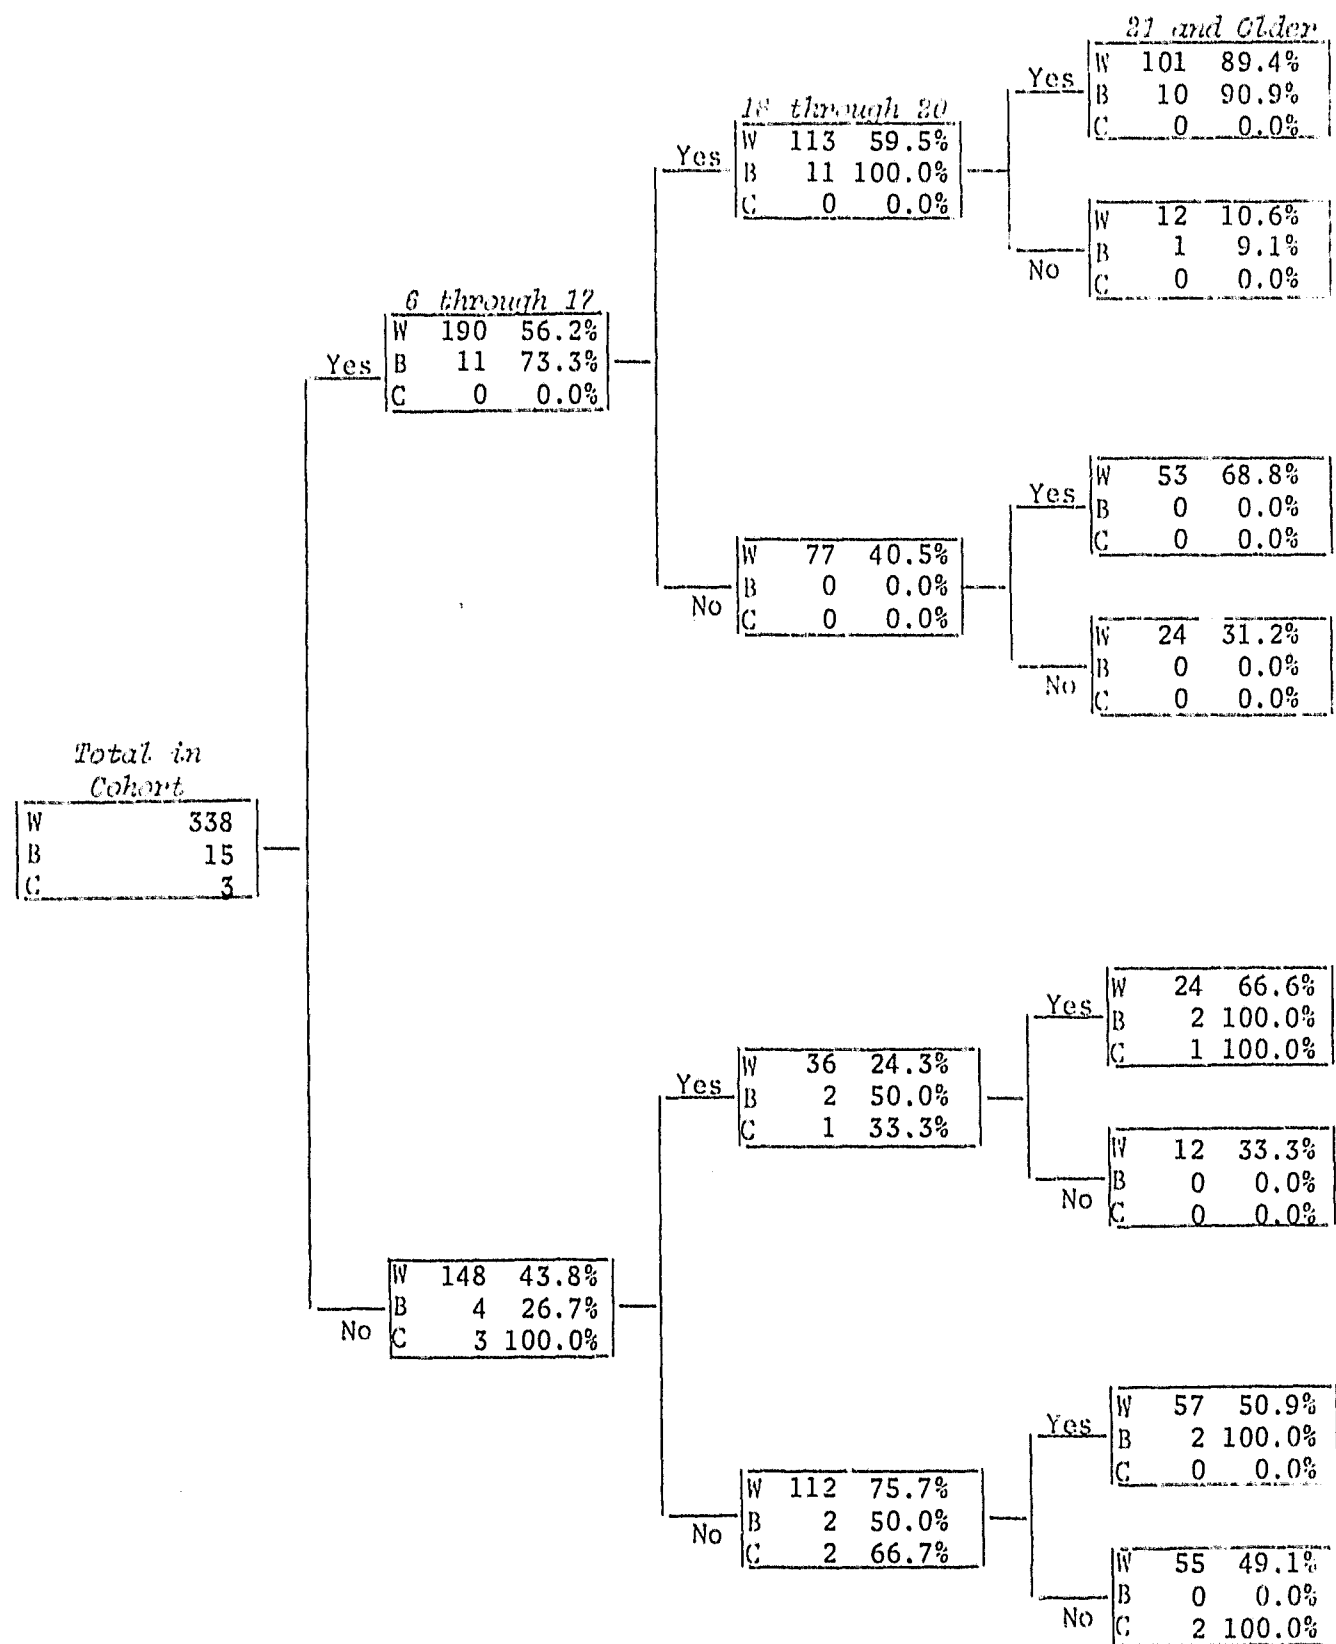 21 and Older
Yes
W 101 89.4%
B 10 90.9%
C 0 0.0%
18 through 20
Yes
W 113 59.5%
B 11 100.0%
C 0 0.0%
No
W 12 10.6%
B 1 9.1%
C 0 0.0%
6 through 17
Yes
W 190 56.2%
B 11 73.3%
C 0 0.0%
Yes
W 53 68.8%
B 0 0.0%
C 0 0.0%
No
W 77 40.5%
B 0 0.0%
C 0 0.0%
No
W 24 31.2%
B 0 0.0%
C 0 0.0%
Total in
Cohort
W 338
B 15
C 3
Yes
W 24 66.6%
B 2 100.0%
C 1 100.0%
Yes
W 36 24.3%
B 2 50.0%
C 1 33.3%
No
W 12 33.3%
B 0 0.0%
C 0 0.0%
No
W 148 43.8%
B 4 26.7%
C 3 100.0%
Yes
W 57 50.9%
B 2 100.0%
C 0 0.0%
No
W 112 75.7%
B 2 50.0%
C 2 66.7%
No
W 55 49.1%
B 0 0.0%
C 2 100.0%